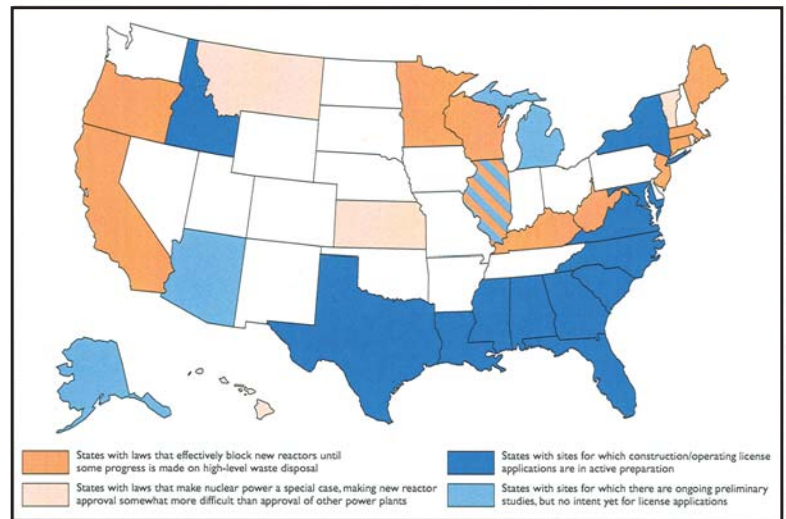 States with laws that effectively block new reactors until
some progress is made on high-level waste disposal
States with laws that make nuclear power a special case, making new reactor
approval somewhat more difficult than approval of other power plants
States with sites for which construction/operating license
applications are in active preparation
States with sites for which there are ongoing preliminary
studies, but no intent yet for license applications